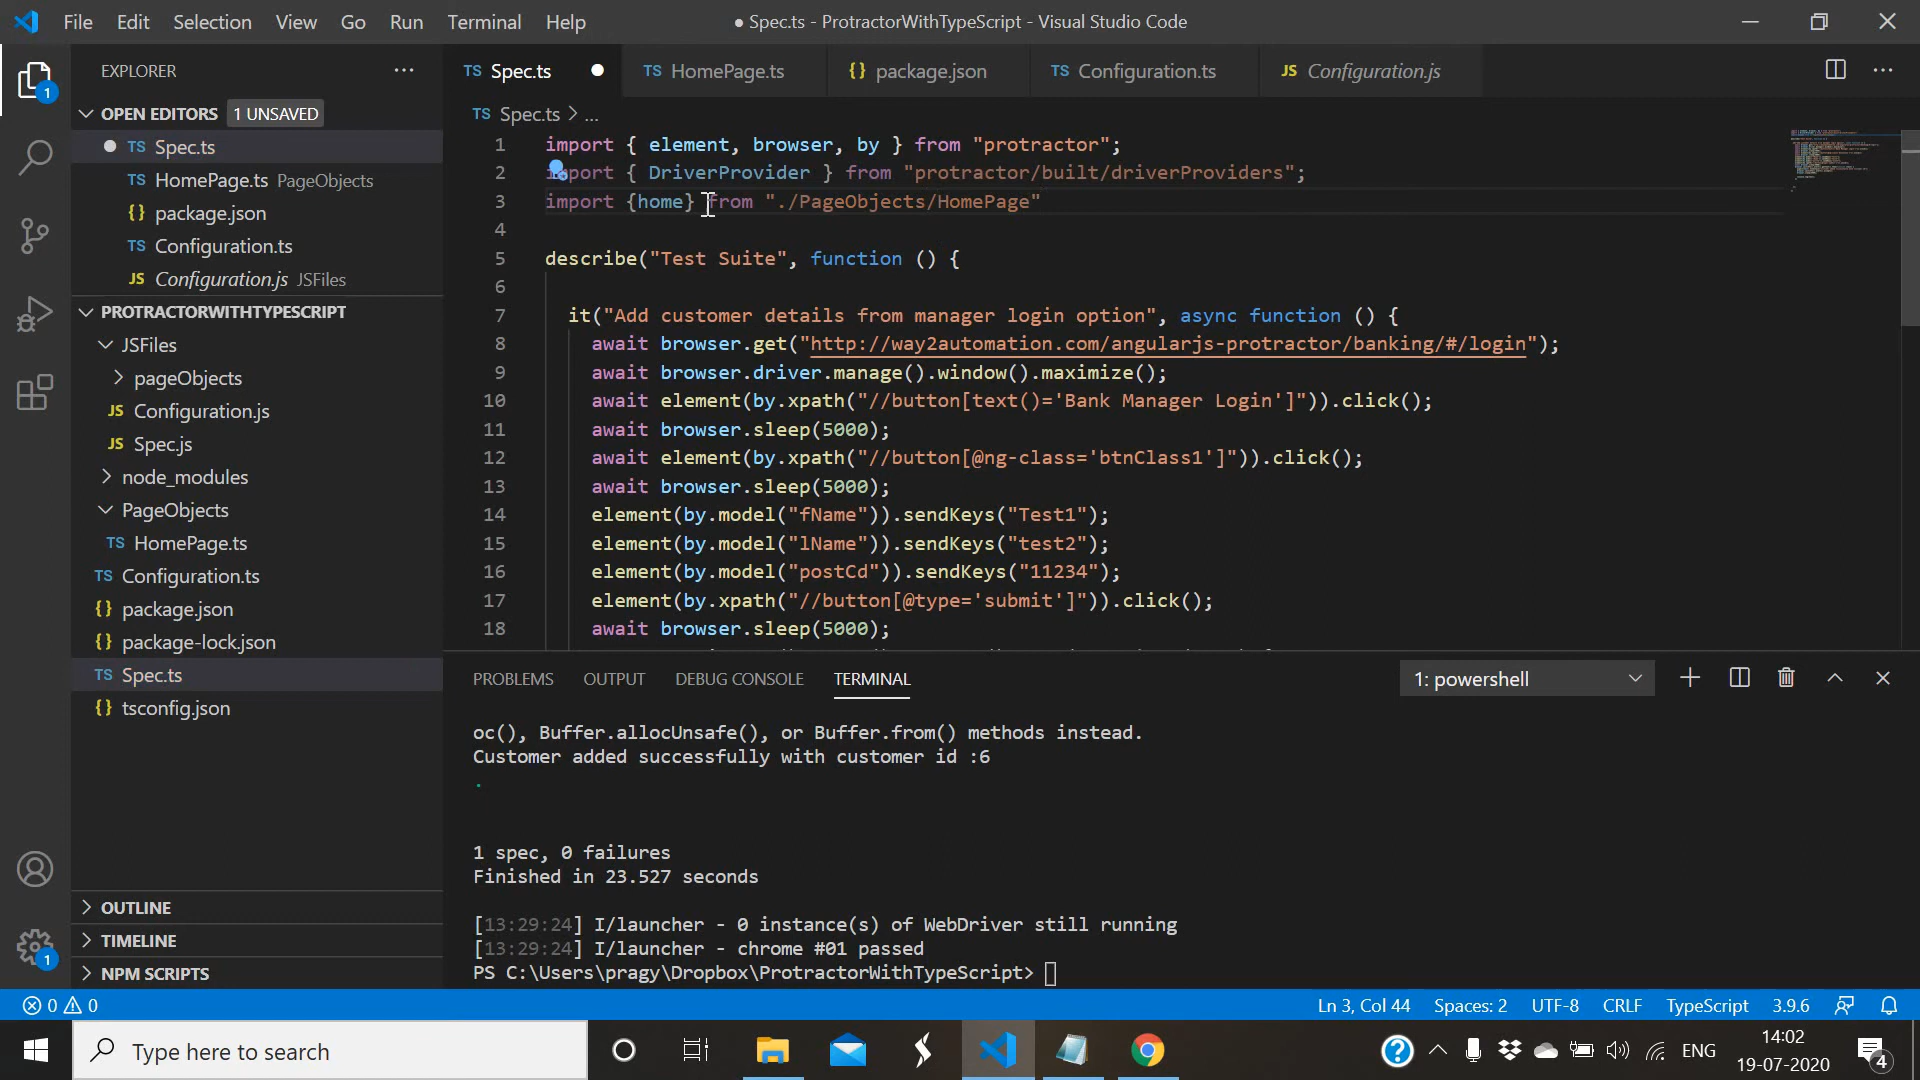 File Edit Selection View Go Run Terminal Help
● Spec.ts - ProtractorWithTypeScript - Visual Studio Code
EXPLORER
1
OPEN EDITORS 1 UNSAVED
TS Spec.ts
TS HomePage.ts PageObjects
{} package.json
TS Configuration.ts
JS Configuration.js JSFiles
PROTRACTORWITHTYPESCRIPT
JSFiles
pageObjects
JS Configuration.js
JS Spec.js
node_modules
PageObjects
TS HomePage.ts
TS Configuration.ts
{} package.json
{} package-lock.json
TS Spec.ts
{} tsconfig.json
OUTLINE
TIMELINE
NPM SCRIPTS
1
TS Spec.ts TS HomePage.ts {} package.json TS Configuration.ts JS Configuration.js
TS Spec.ts > ...
1 import { element, browser, by } from "protractor";
2 import { DriverProvider } from "protractor/built/driverProviders";
3 import {home} from "./PageObjects/HomePage"
4
5 describe("Test Suite", function () {
6
7 it("Add customer details from manager login option", async function () {
8 await browser.get("http://way2automation.com/angularjs-protractor/banking/#/login");
9 await browser.driver.manage().window().maximize();
10 await element(by.xpath("//button[text()='Bank Manager Login']")).click();
11 await browser.sleep(5000);
12 await element(by.xpath("//button[@ng-class='btnClass1']")).click();
13 await browser.sleep(5000);
14 element(by.model("fName")).sendKeys("Test1");
15 element(by.model("lName")).sendKeys("test2");
16 element(by.model("postCd")).sendKeys("11234");
17 element(by.xpath("//button[@type='submit']")).click();
18 await browser.sleep(5000);
PROBLEMS OUTPUT DEBUG CONSOLE TERMINAL 1: powershell
oc(), Buffer.allocUnsafe(), or Buffer.from() methods instead.
Customer added successfully with customer id :6
.
1 spec, 0 failures
Finished in 23.527 seconds
[13:29:24] I/launcher - 0 instance(s) of WebDriver still running
[13:29:24] I/launcher - chrome #01 passed
PS C:\Users\pragy\Dropbox\ProtractorWithTypeScript>
0 0 Ln 3, Col 44 Spaces: 2 UTF-8 CRLF TypeScript 3.9.6
Type here to search
ENG
14:02
19-07-2020
4